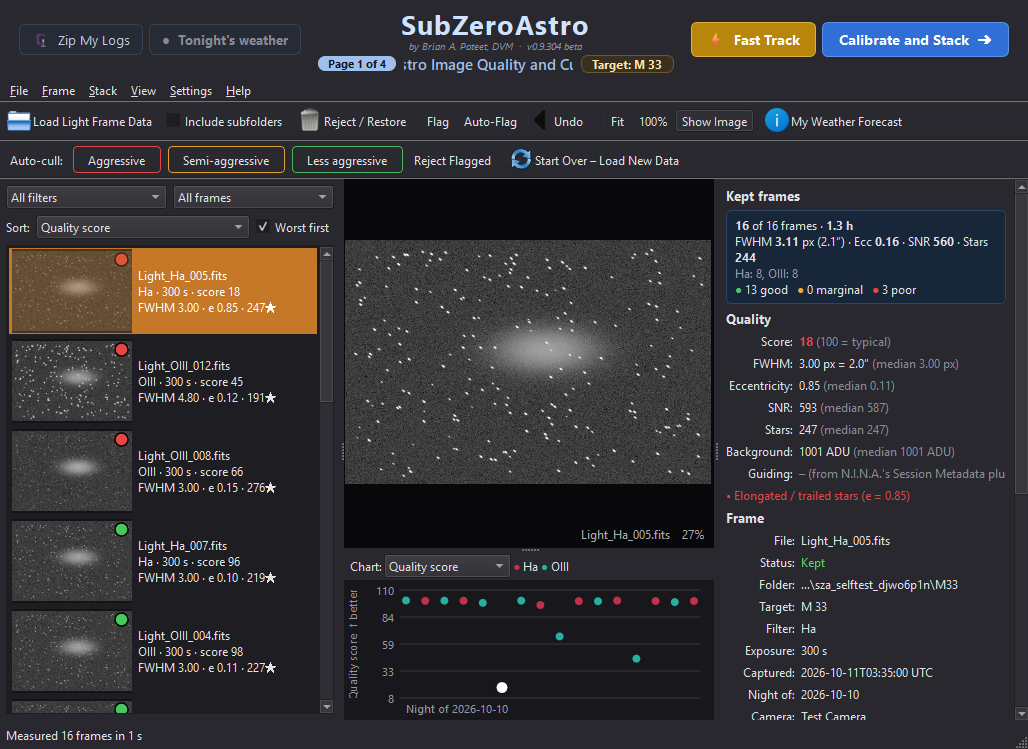 Zip My Logs
Tonight's weather
SubZeroAstro
by Brian A. Pateet, DVM · v0.9.304 beta
Page 1 of 4
tro Image Quality and Cu
Target: M 33
Fast Track
Calibrate and Stack →
File Frame Stack View Settings Help
Load Light Frame Data
Include subfolders
Reject / Restore
Flag
Auto-Flag
Undo
Fit
100%
Show Image
My Weather Forecast
Auto-cull:
Aggressive
Semi-aggressive
Less aggressive
Reject Flagged
Start Over – Load New Data
All filters
All frames
Sort: Quality score
✓ Worst first
Light_Ha_005.fits
Ha · 300 s · score 18
FWHM 3.00 · e 0.85 · 247★
Light_OIII_012.fits
OIII · 300 s · score 45
FWHM 4.80 · e 0.12 · 191★
Light_OIII_008.fits
OIII · 300 s · score 66
FWHM 3.00 · e 0.15 · 276★
Light_Ha_007.fits
Ha · 300 s · score 96
FWHM 3.00 · e 0.10 · 219★
Light_OIII_004.fits
OIII · 300 s · score 98
FWHM 3.00 · e 0.11 · 227★
Light_Ha_005.fits 27%
Chart: Quality score • Ha • OIII
Quality score ↑ better
110
84
59
33
8
Night of 2026-10-10
Kept frames
16 of 16 frames · 1.3 h
FWHM 3.11 px (2.1") · Ecc 0.16 · SNR 560 · Stars
244
Ha: 8, OIII: 8
● 13 good ● 0 marginal ● 3 poor
Quality
Score: 18 (100 = typical)
FWHM: 3.00 px = 2.0" (median 3.00 px)
Eccentricity: 0.85 (median 0.11)
SNR: 593 (median 587)
Stars: 247 (median 247)
Background: 1001 ADU (median 1001 ADU)
Guiding: – (from N.I.N.A.'s Session Metadata plu
• Elongated / trailed stars (e = 0.85)
Frame
File: Light_Ha_005.fits
Status: Kept
Folder: ...\sza_selftest_djwo6p1n\M33
Target: M 33
Filter: Ha
Exposure: 300 s
Captured: 2026-10-11T03:35:00 UTC
Night of: 2026-10-10
Camera: Test Camera
Measured 16 frames in 1 s